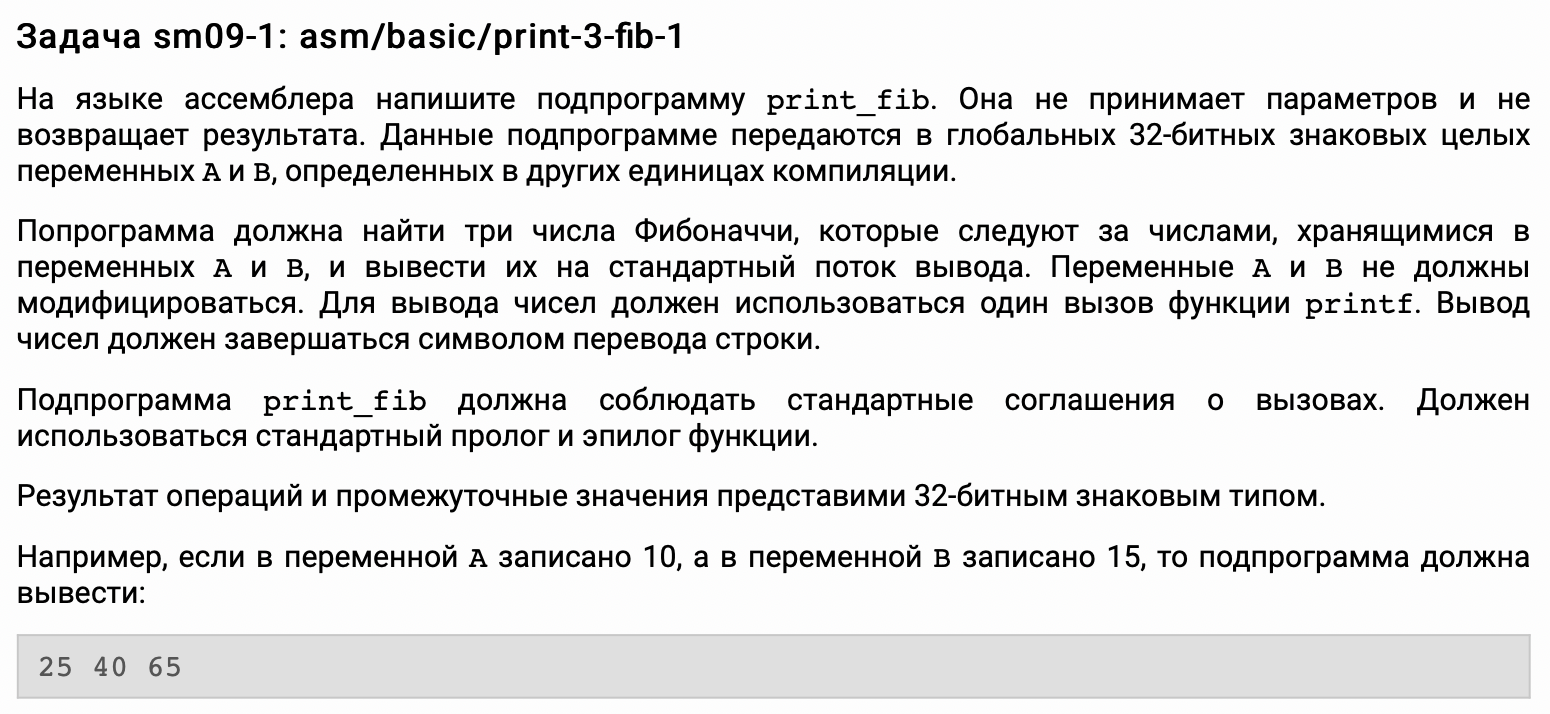 Задача sm09-1: asm/basic/print-3-fib-1
На языке ассемблера напишите подпрограмму print_fib. Она не принимает параметров и не
возвращает результата. Данные подпрограмме передаются в глобальных 32-битных знаковых целых
переменных A и B, определенных в других единицах компиляции.
Попрограмма должна найти три числа Фибоначчи, которые следуют за числами, хранящимися в
переменных A и B, и вывести их на стандартный поток вывода. Переменные A и B не должны
модифицироваться. Для вывода чисел должен использоваться один вызов функции printf. Вывод
чисел должен завершаться символом перевода строки.
Подпрограмма print_fib должна соблюдать стандартные соглашения о вызовах. Должен
использоваться стандартный пролог и эпилог функции.
Результат операций и промежуточные значения представими 32-битным знаковым типом.
Например, если в переменной A записано 10, а в переменной B записано 15, то подпрограмма должна
вывести:
25 40 65